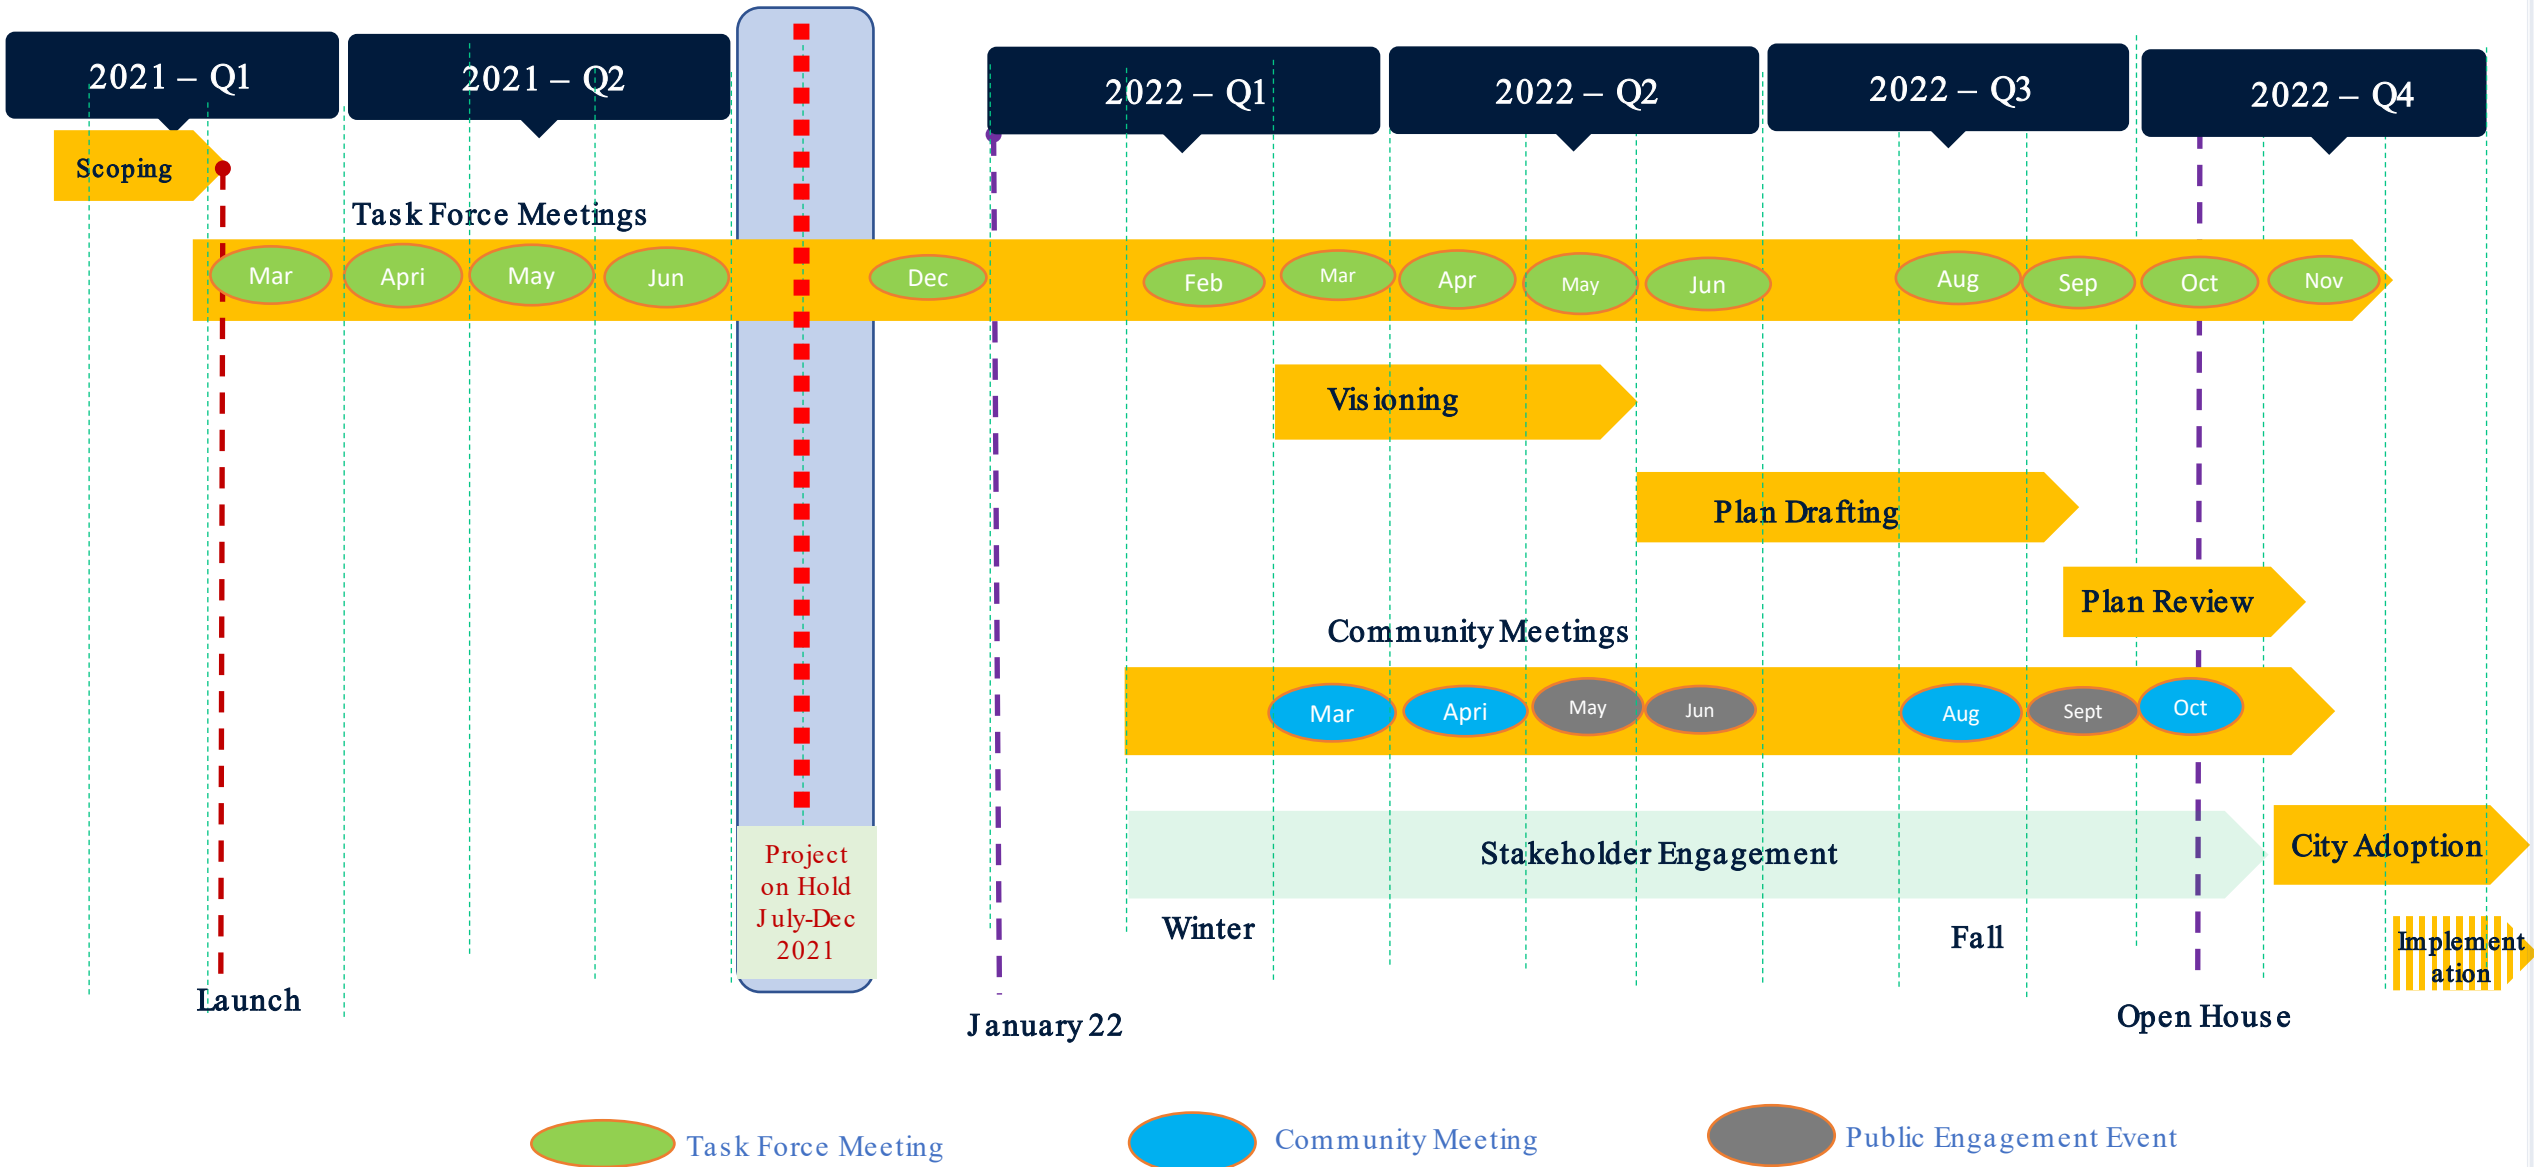 2021 – Q1
2021 – Q2
2022 – Q1
2022 – Q2
2022 – Q3
2022 – Q4
Scoping
Task Force Meetings
Mar
Apri
May
Jun
Dec
Feb
Mar
Apr
May
Jun
Aug
Sep
Oct
Nov
Visioning
Plan Drafting
Plan Review
Community Meetings
Mar
Apri
May
Jun
Aug
Sept
Oct
Stakeholder Engagement
City Adoption
Project
on Hold
July-Dec
2021
Winter
Fall
Implement
ation
Launch
January 22
Open House
Task Force Meeting
Community Meeting
Public Engagement Event